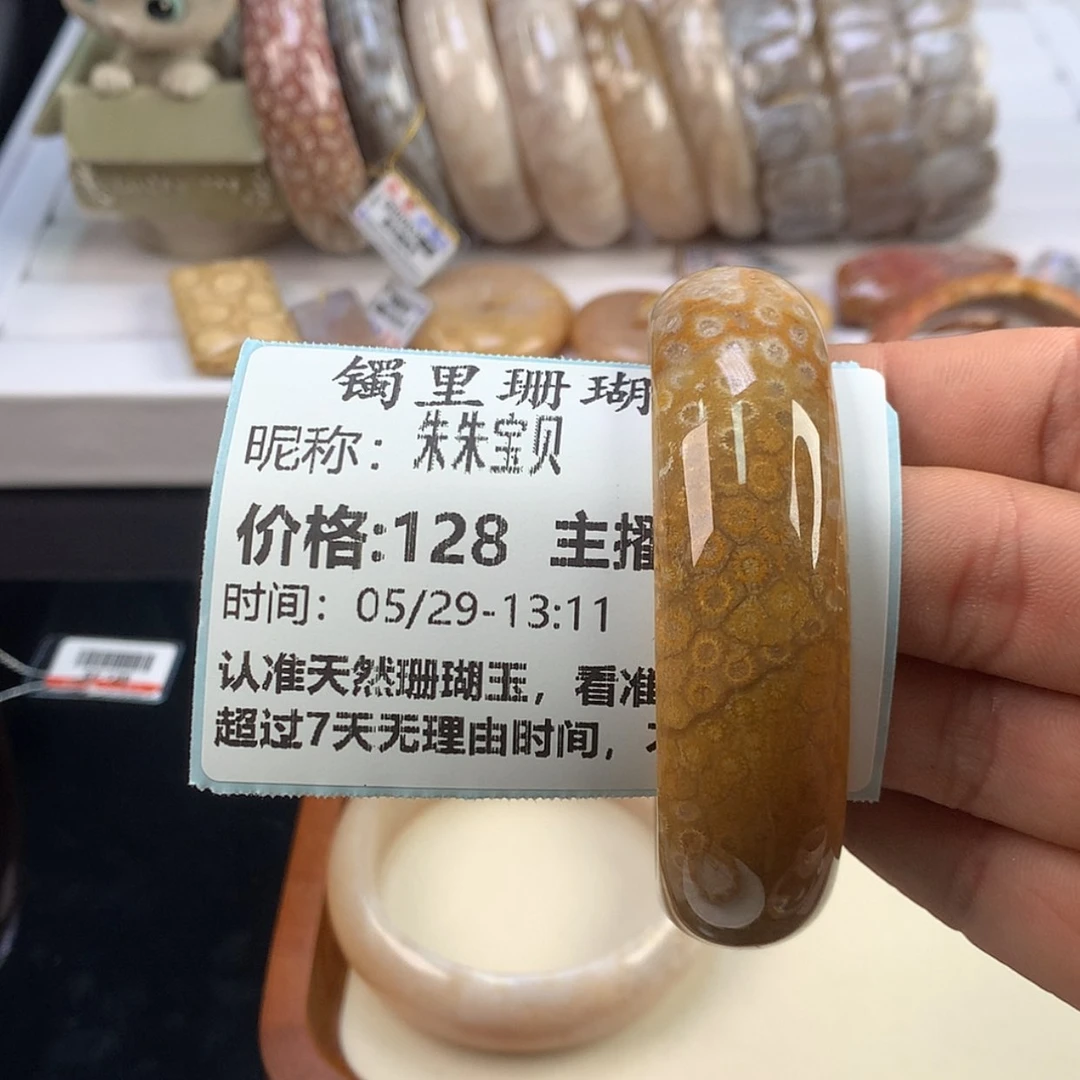 镯里珊瑚
昵称：朱朱宝贝
价格:128 主播
时间：05/29-13:11
认准天然珊瑚玉，看准
超过7天无理由时间，